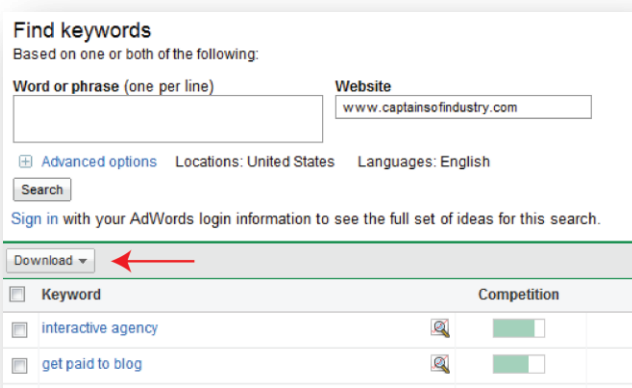 Find keywords
Based on one or both of the following:
Word or phrase (one per line) Website
www.captainsofindustry.com
Advanced options Locations: United States Languages: English
Search
Sign in with your AdWords login information to see the full set of ideas for this search.
Download
Keyword Competition
interactive agency
get paid to blog